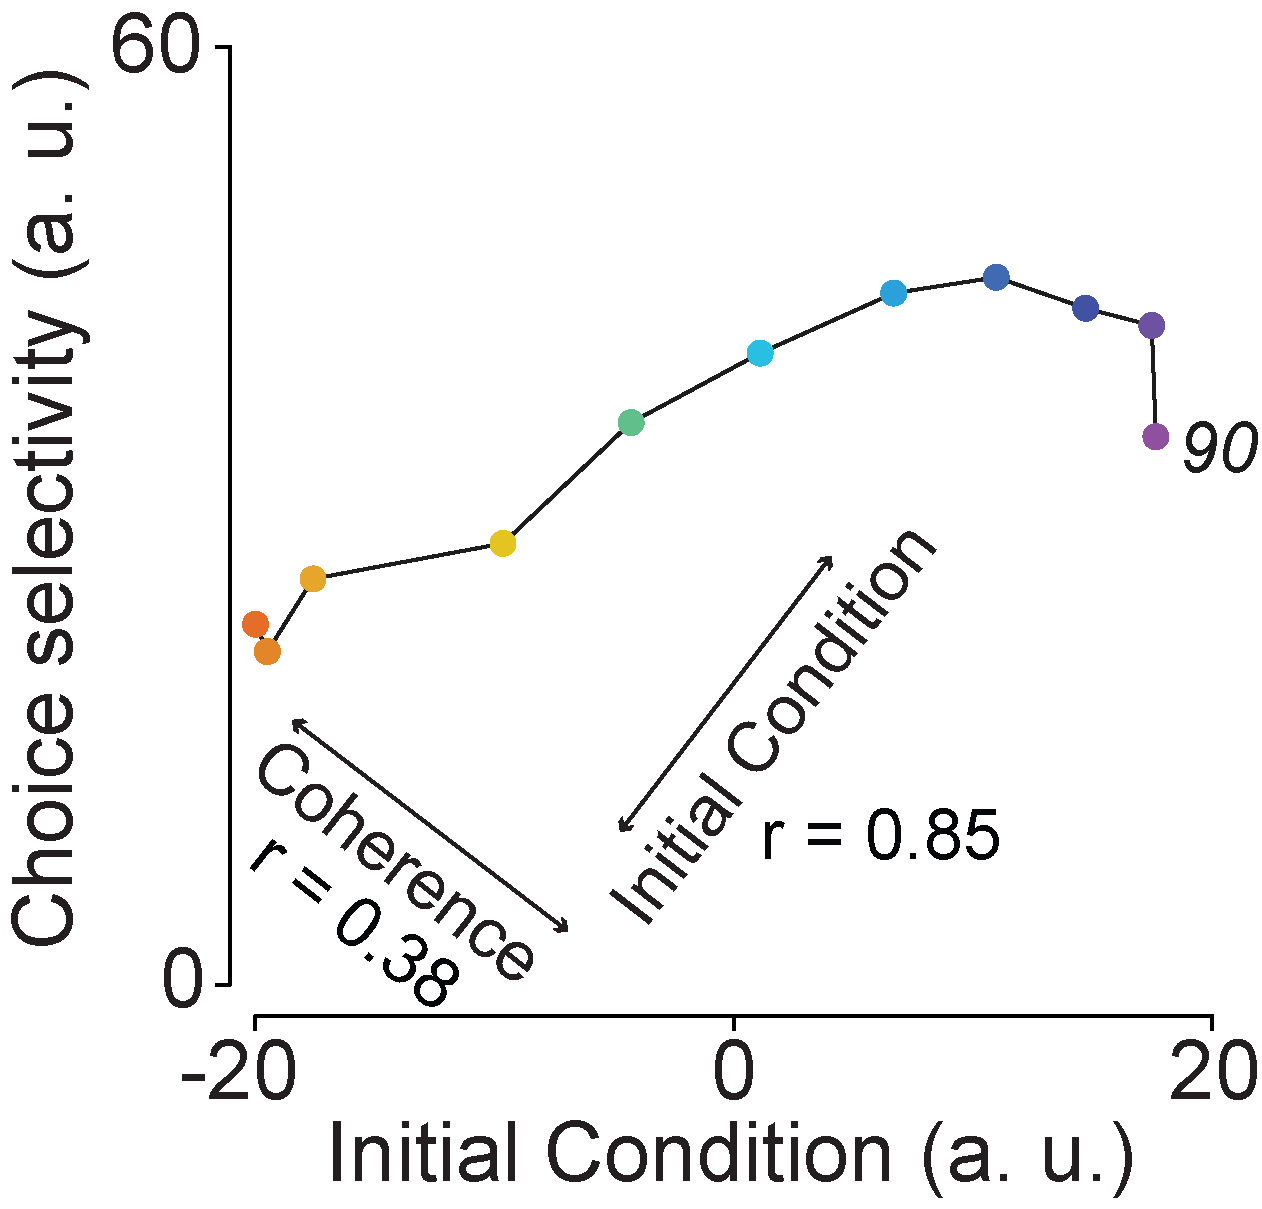 60
Choice selectivity (a. u.)
90
Initial Condition
r = 0.85
Coherence
r = 0.38
0
-20
0
20
Initial Condition (a. u.)